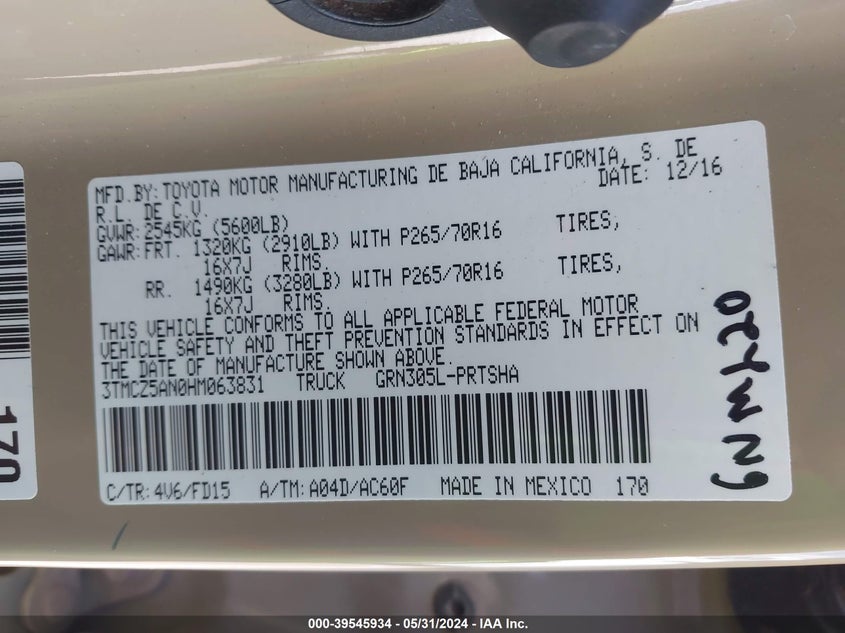 MFD.BY: TOYOTA MOTOR MANUFACTURING DE BAJA CALIFORNIA, S. DE
R.L. DE C.V. DATE: 12/16
GVWR: 2545KG (5600LB)
GAWR: FRT. 1320KG (2910LB) WITH P265/70R16 TIRES,
16X7J RIMS.
RR. 1490KG (3280LB) WITH P265/70R16 TIRES,
16X7J RIMS.
THIS VEHICLE CONFORMS TO ALL APPLICABLE FEDERAL MOTOR
VEHICLE SAFETY AND THEFT PREVENTION STANDARDS IN EFFECT ON
THE DATE OF MANUFACTURE SHOWN ABOVE.
3TMCZ5AN0HM063831 TRUCK GRN305L-PRTSHA
C/TR: 4V6/FD15 A/TM: A04D/AC60F MADE IN MEXICO 170
170
000-39545934 / 05/31/2024 - IAA Inc.